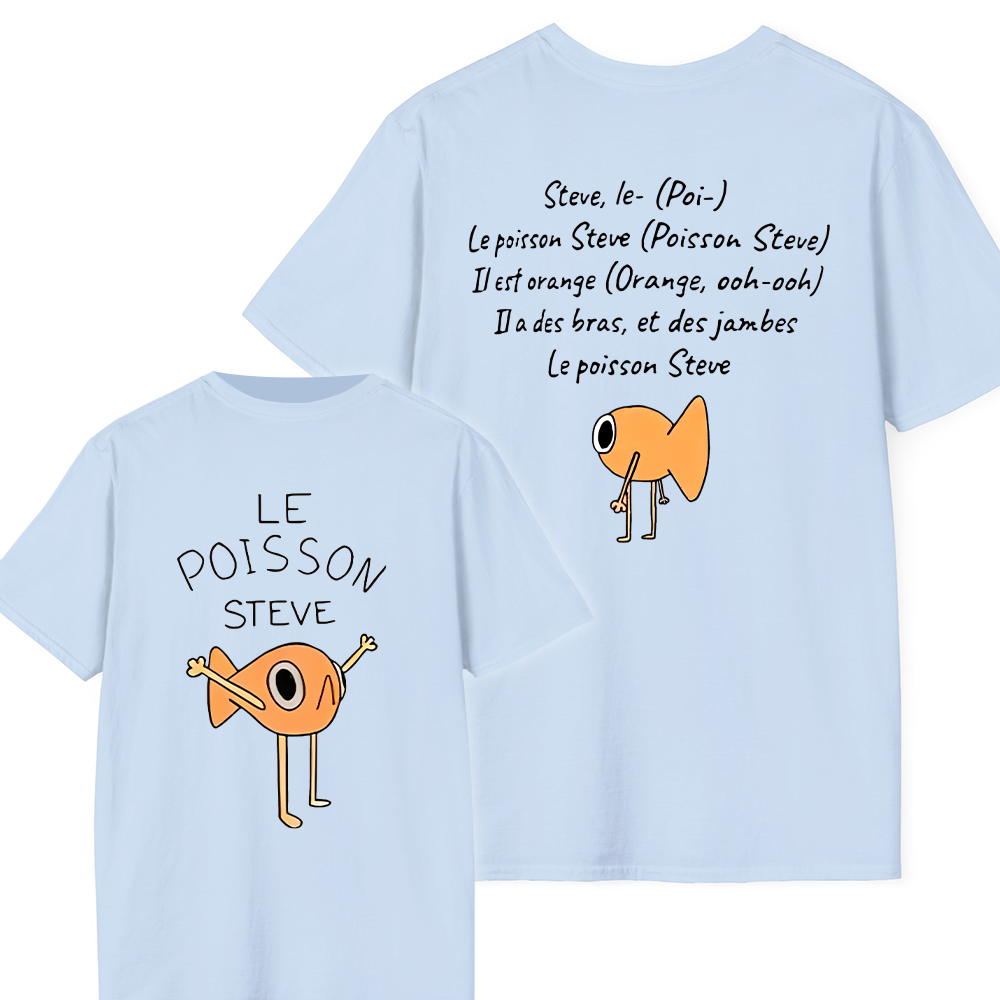 Steve, le- (Poi-)
Le poisson Steve (Poisson Steve)
Il est orange (Orange, ooh-ooh)
Il a des bras, et des jambes
Le poisson Steve
LE
POISSON
STEVE